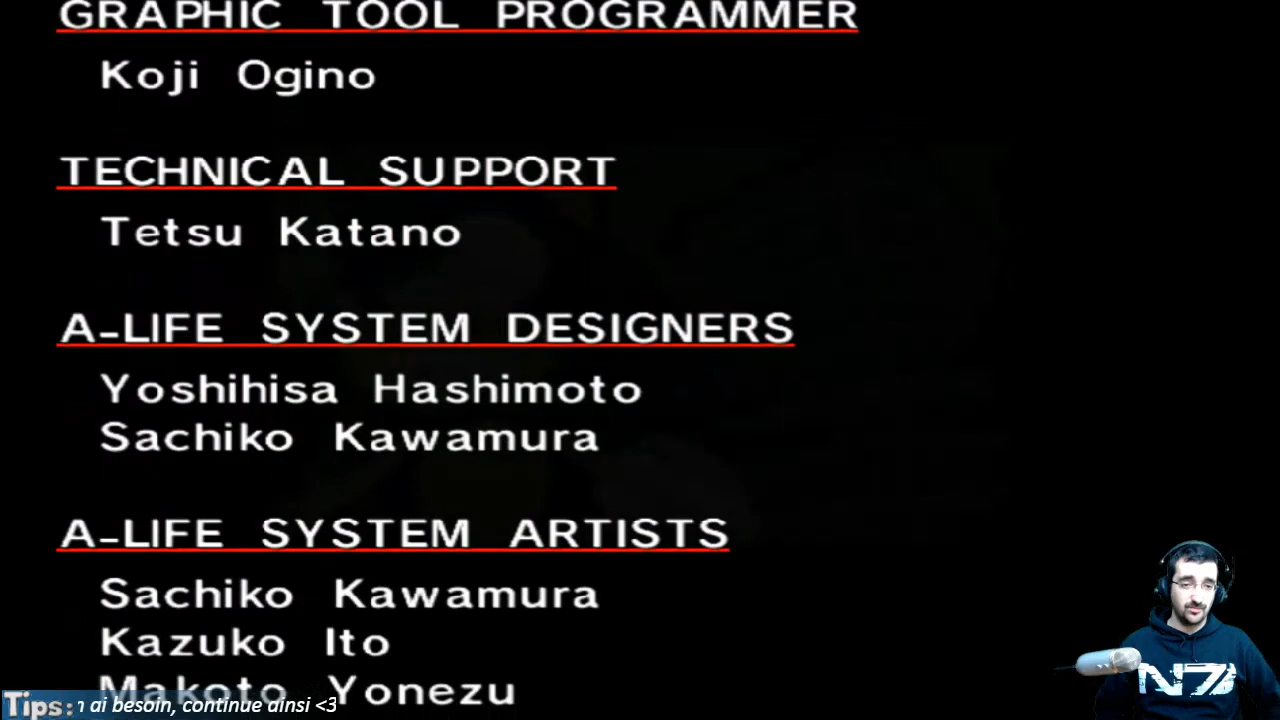 GRAPHIC TOOL PROGRAMMER
Koji Ogino
TECHNICAL SUPPORT
Tetsu Katano
A-LIFE SYSTEM DESIGNERS
Yoshihisa Hashimoto
Sachiko Kawamura
A-LIFE SYSTEM ARTISTS
Sachiko Kawamura
Kazuko Ito
Makoto Yonezu
Tips: ai besoin, continue ainsi <3
N7